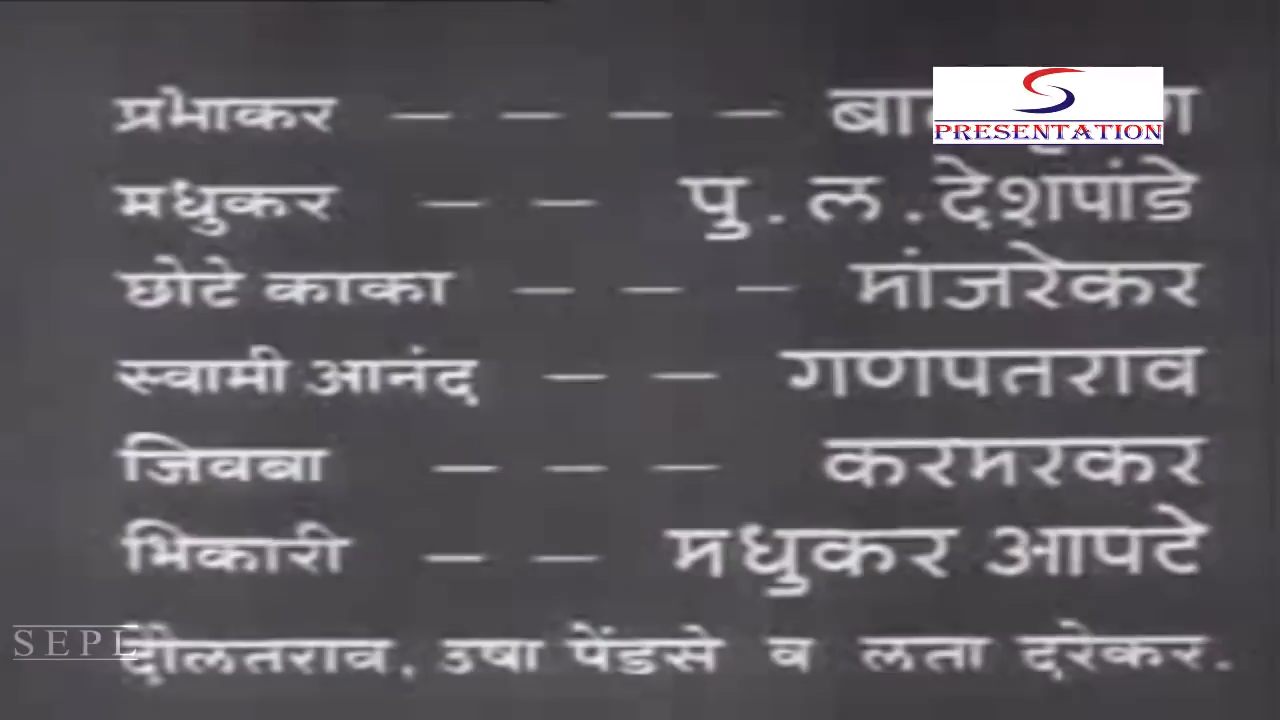 प्रभाकर - - - -
PRESENTATION
मधुकर - - पु. ल. देशपांडे
छोटे काका - - - मांजरेकर
स्वामी आनंद - - गणपतराव
जिवबा - - - करमरकर
भिकारी - - मधुकर आपटे
SEPL
दौलतराव, उषा पेंडसे व लता दरेकर.